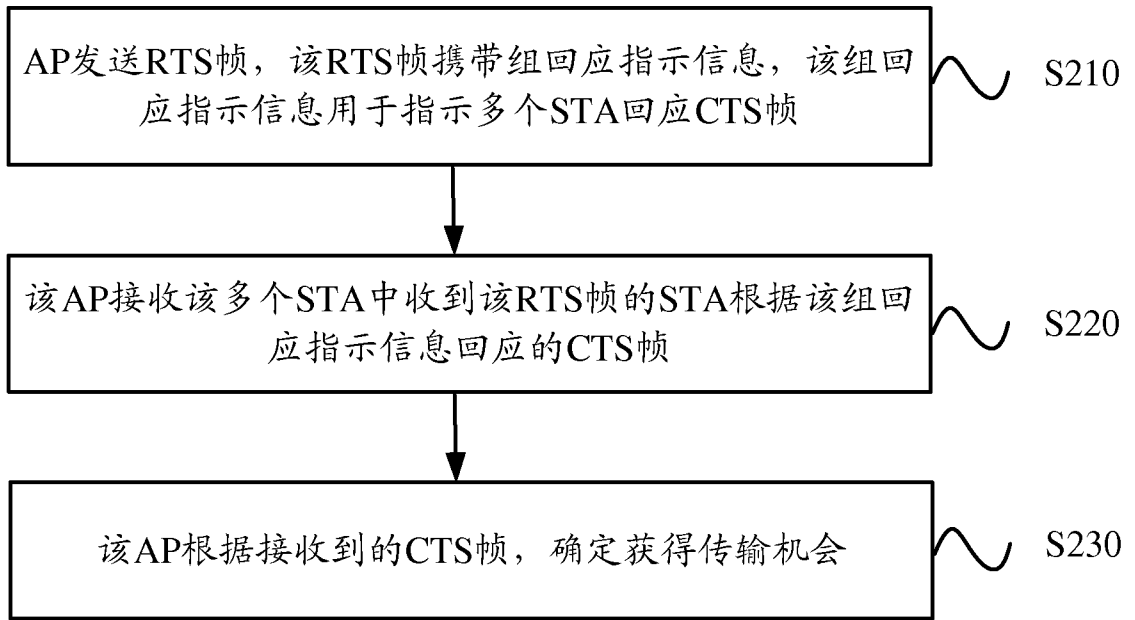 AP发送RTS帧，该RTS帧携带组回应指示信息，该组回
应指示信息用于指示多个STA回应CTS帧
S210
该AP接收该多个STA中收到该RTS帧的STA根据该组回
应指示信息回应的CTS帧
S220
该AP根据接收到的CTS帧，确定获得传输机会
S230